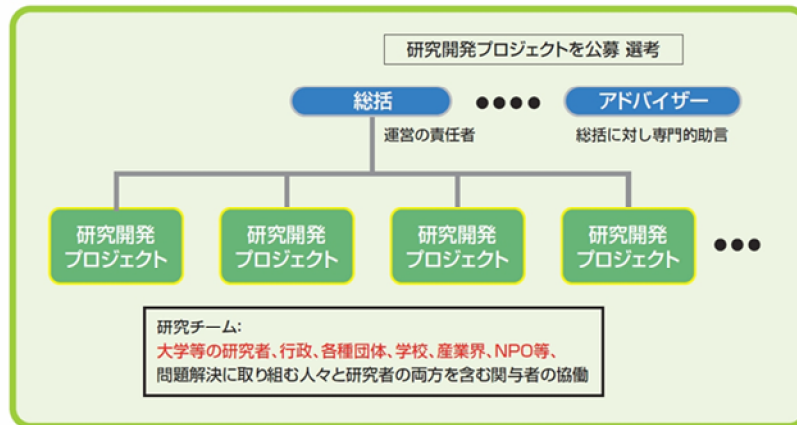 研究開発プロジェクトを公募 選考
総括 ●●●● アドバイザー
運営の責任者 総括に対し専門的助言
研究開発 研究開発 研究開発 研究開発
プロジェクト プロジェクト プロジェクト プロジェクト ●●●
研究チーム:
大学等の研究者、行政、各種団体、学校、産業界、NPO等、
問題解決に取り組む人々と研究者の両方を含む関与者の協働